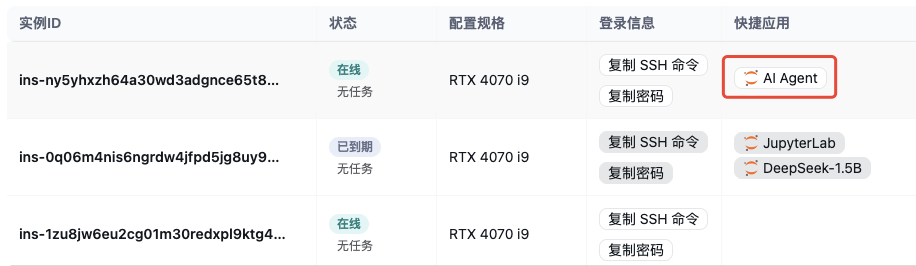 实例ID 状态 配置规格 登录信息 快捷应用
ins-ny5yhxzh64a30wd3adgnce65t8... 在线 无任务 RTX 4070 i9 复制 SSH 命令 复制密码 AI Agent
ins-0q06m4nis6ngrdw4jfpd5jg8uy9... 已到期 无任务 RTX 4070 i9 复制 SSH 命令 复制密码 JupyterLab DeepSeek-1.5B
ins-1zu8jw6eu2cg01m30redxpl9ktg4... 在线 无任务 RTX 4070 i9 复制 SSH 命令 复制密码